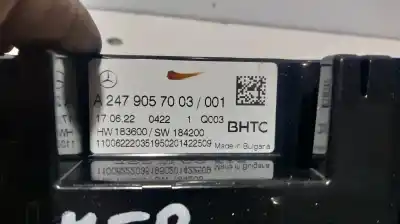 A 247 905 70 03 / 001
17.06.22 0422 1 Q003
HW 183600 / SW 184200
110062220351950201422509
BHTC
Made in Bulgaria